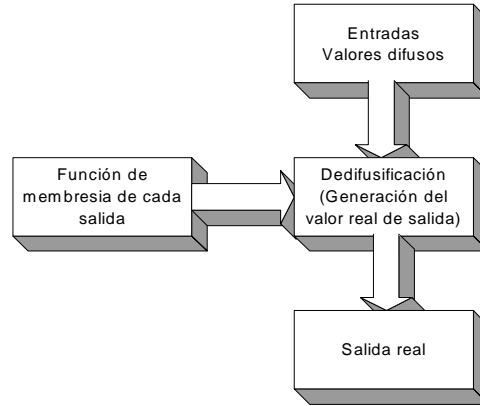 Entradas
Valores difusos
Función de
membresia de cada
salida
Dedifusificación
(Generación del
valor real de salida)
Salida real